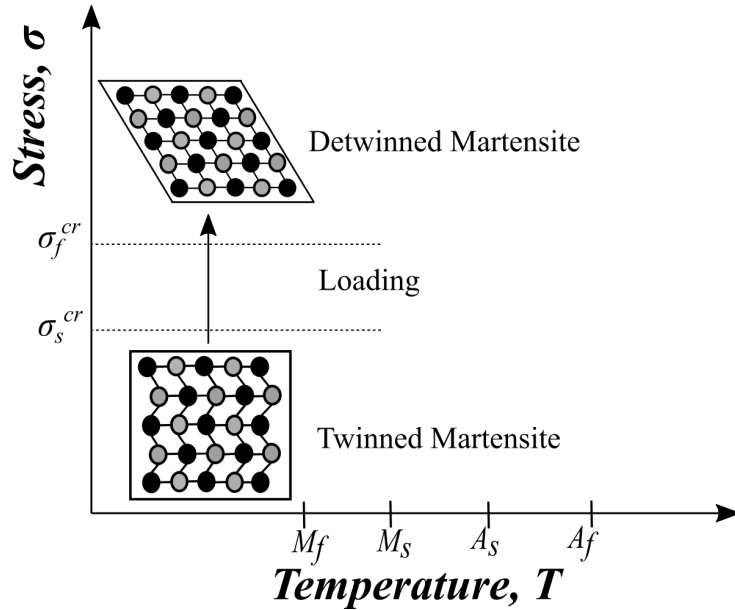 Stress, σ
Detwinned Martensite
σ_f^cr
Loading
σ_s^cr
Twinned Martensite
M_f M_s A_s A_f
Temperature, T